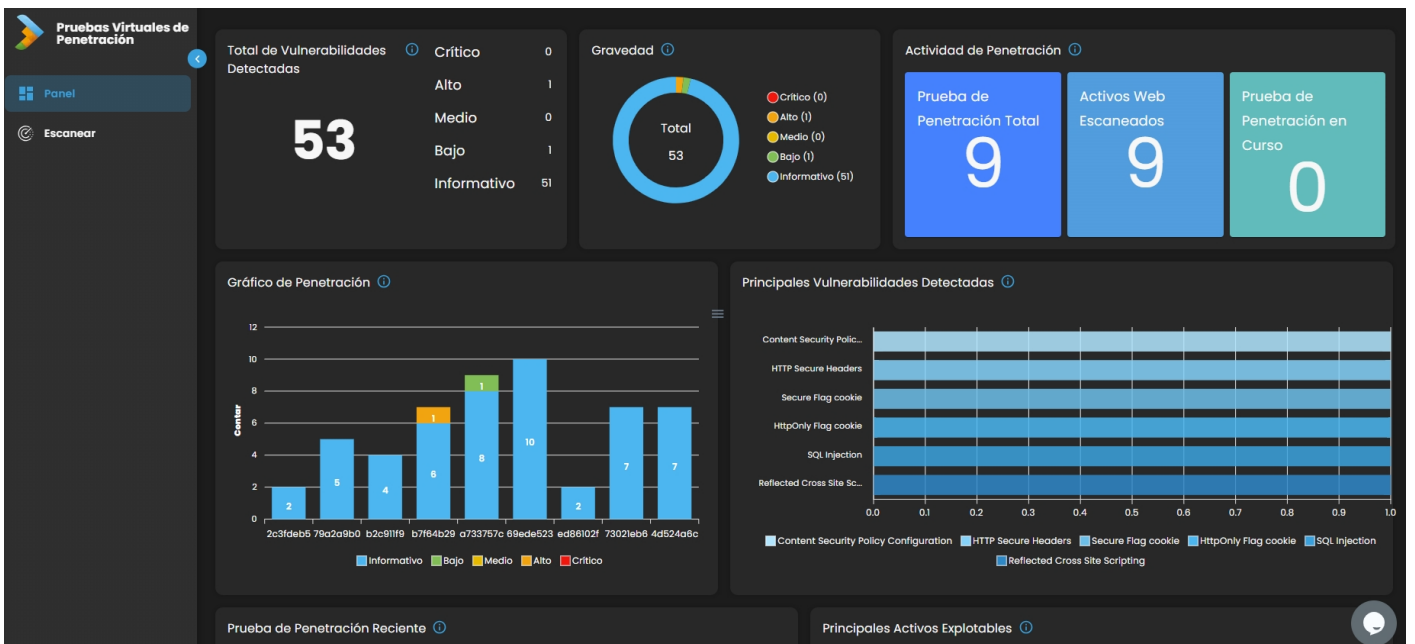 Pruebas Virtuales de
Penetración
Panel
Escanear
Total de Vulnerabilidades
Detectadas
53
Crítico 0
Alto 1
Medio 0
Bajo 1
Informativo 51
Gravedad
Total
53
Crítico (0)
Alto (1)
Medio (0)
Bajo (1)
Informativo (51)
Actividad de Penetración
Prueba de
Penetración Total
9
Activos Web
Escaneados
9
Prueba de
Penetración en
Curso
0
Gráfico de Penetración
Contar
12
10
8
6
4
2
0
2
5
4
1
6
1
8
10
2
7
7
2c3fdeb5 79a2a9b0 b2c911f9 b7f64b29 a733757c 69ede523 ed86102f 73021eb6 4d524a6c
Informativo Bajo Medio Alto Crítico
Principales Vulnerabilidades Detectadas
Content Security Polic...
HTTP Secure Headers
Secure Flag cookie
HttpOnly Flag cookie
SQL Injection
Reflected Cross Site Sc...
0.0 0.1 0.2 0.3 0.4 0.5 0.6 0.7 0.8 0.9 1.0
Content Security Policy Configuration HTTP Secure Headers Secure Flag cookie HttpOnly Flag cookie SQL Injection
Reflected Cross Site Scripting
Prueba de Penetración Reciente
Principales Activos Explotables